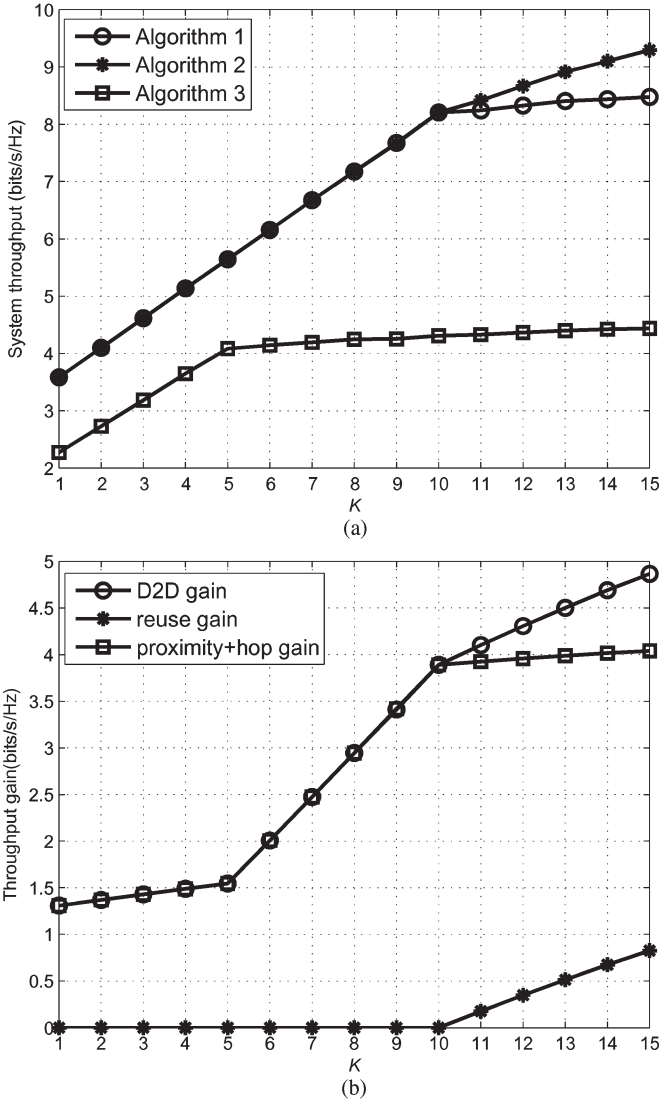 10
9
8
7
6
5
4
3
2
System throughput (bits/s/Hz)
Algorithm 1
Algorithm 2
Algorithm 3
1 2 3 4 5 6 7 8 9 10 11 12 13 14 15
K
(a)
5
4.5
4
3.5
3
2.5
2
1.5
1
0.5
0
Throughput gain(bits/s/Hz)
D2D gain
reuse gain
proximity+hop gain
1 2 3 4 5 6 7 8 9 10 11 12 13 14 15
K
(b)